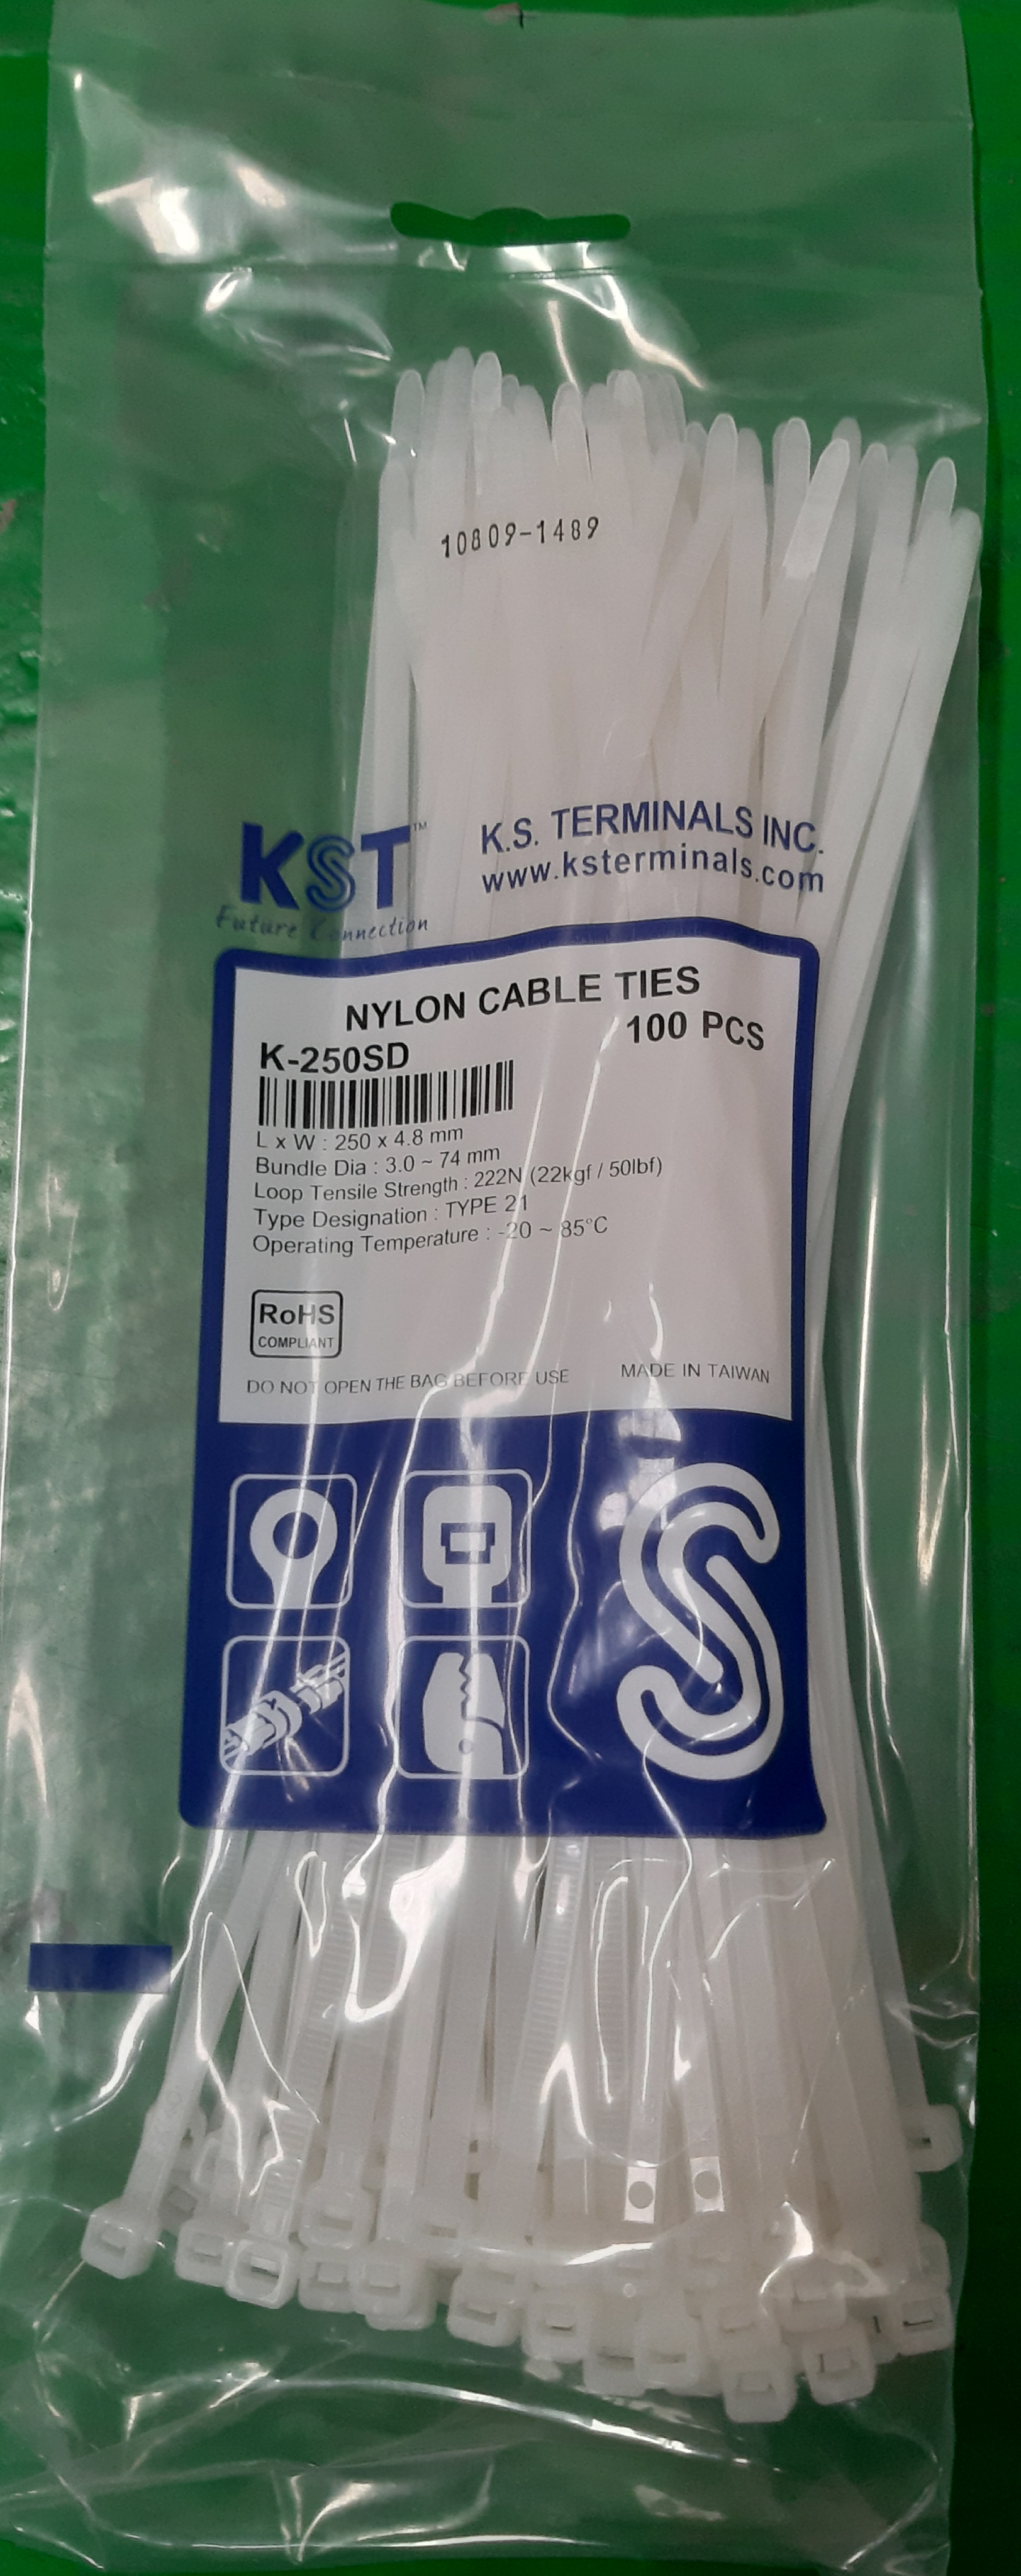 10809-1489
KST™
Future Connection
K.S. TERMINALS INC.
www.ksterminals.com
NYLON CABLE TIES
100 PCS
K-250SD
L x W : 250 x 4.8 mm
Bundle Dia : 3.0 ~ 74 mm
Loop Tensile Strength : 222N (22kgf / 50lbf)
Type Designation : TYPE 21
Operating Temperature : -20 ~ 85°C
RoHS
COMPLIANT
DO NOT OPEN THE BAG BEFORE USE
MADE IN TAIWAN